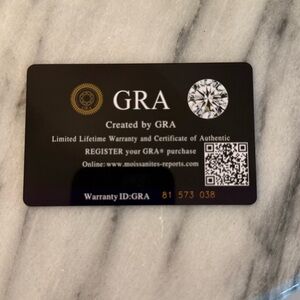 GRA
Created by GRA
Limited Lifetime Warranty and Certificate of Authentic
REGISTER your GRA® purchase
Online: www.moissanites-reports.com
Warranty ID:GRA 81 573 038